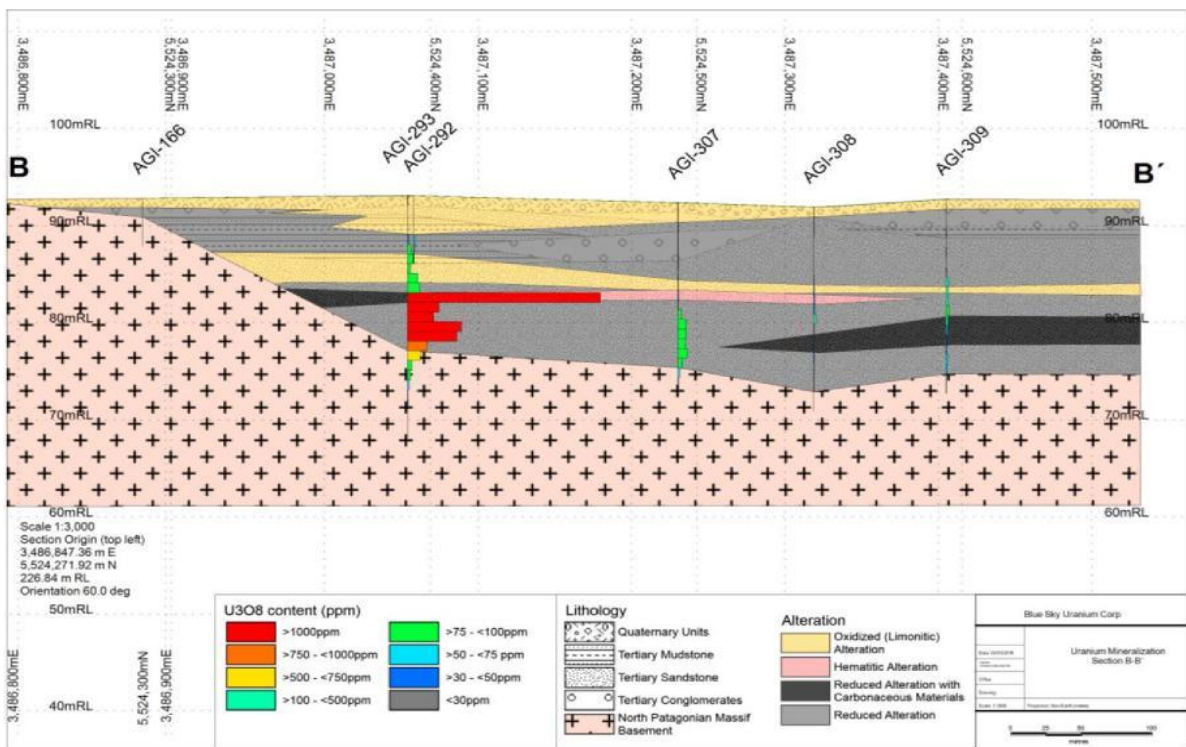 3,486,800mE
5,524,300mN
3,486,900mE
3,487,000mE
5,524,400mN
3,487,100mE
3,487,200mE
5,524,500mN
3,487,300mE
3,487,400mE
5,524,600mN
3,487,500mE
100mRL
100mRL
AGI-166
AGI-293
AGI-292
AGI-307
AGI-308
AGI-309
B
B´
90mRL
90mRL
80mRL
80mRL
70mRL
70mRL
60mRL
60mRL
Scale 1:3,000
Section Origin (top left)
3,486,847.36 m E
5,524,271.92 m N
226.84 m RL
Orientation 60.0 deg
50mRL
40mRL
3,486,800mE
5,524,300mN
3,486,900mE
U3O8 content (ppm)
>1000ppm
>750 - <1000ppm
>500 - <750ppm
>100 - <500ppm
>75 - <100ppm
>50 - <75 ppm
>30 - <50ppm
<30ppm
Lithology
Quaternary Units
Tertiary Mudstone
Tertiary Sandstone
Tertiary Conglomerates
North Patagonian Massif
Basement
Alteration
Oxidized (Limonitic)
Alteration
Hematitic Alteration
Reduced Alteration with
Carbonaceous Materials
Reduced Alteration
Blue Sky Uranium Corp
Uranium Mineralization
Section B-B'
0 25 50 100
metres